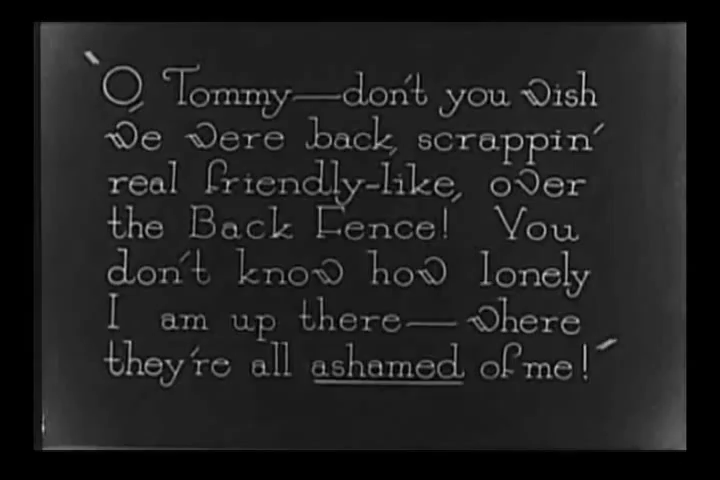 "O, Tommy—don't you wish
we were back, scrappin'
real friendly-like, over
the Back Fence! You
don't know how lonely
I am up there—where
they're all ashamed of me!"